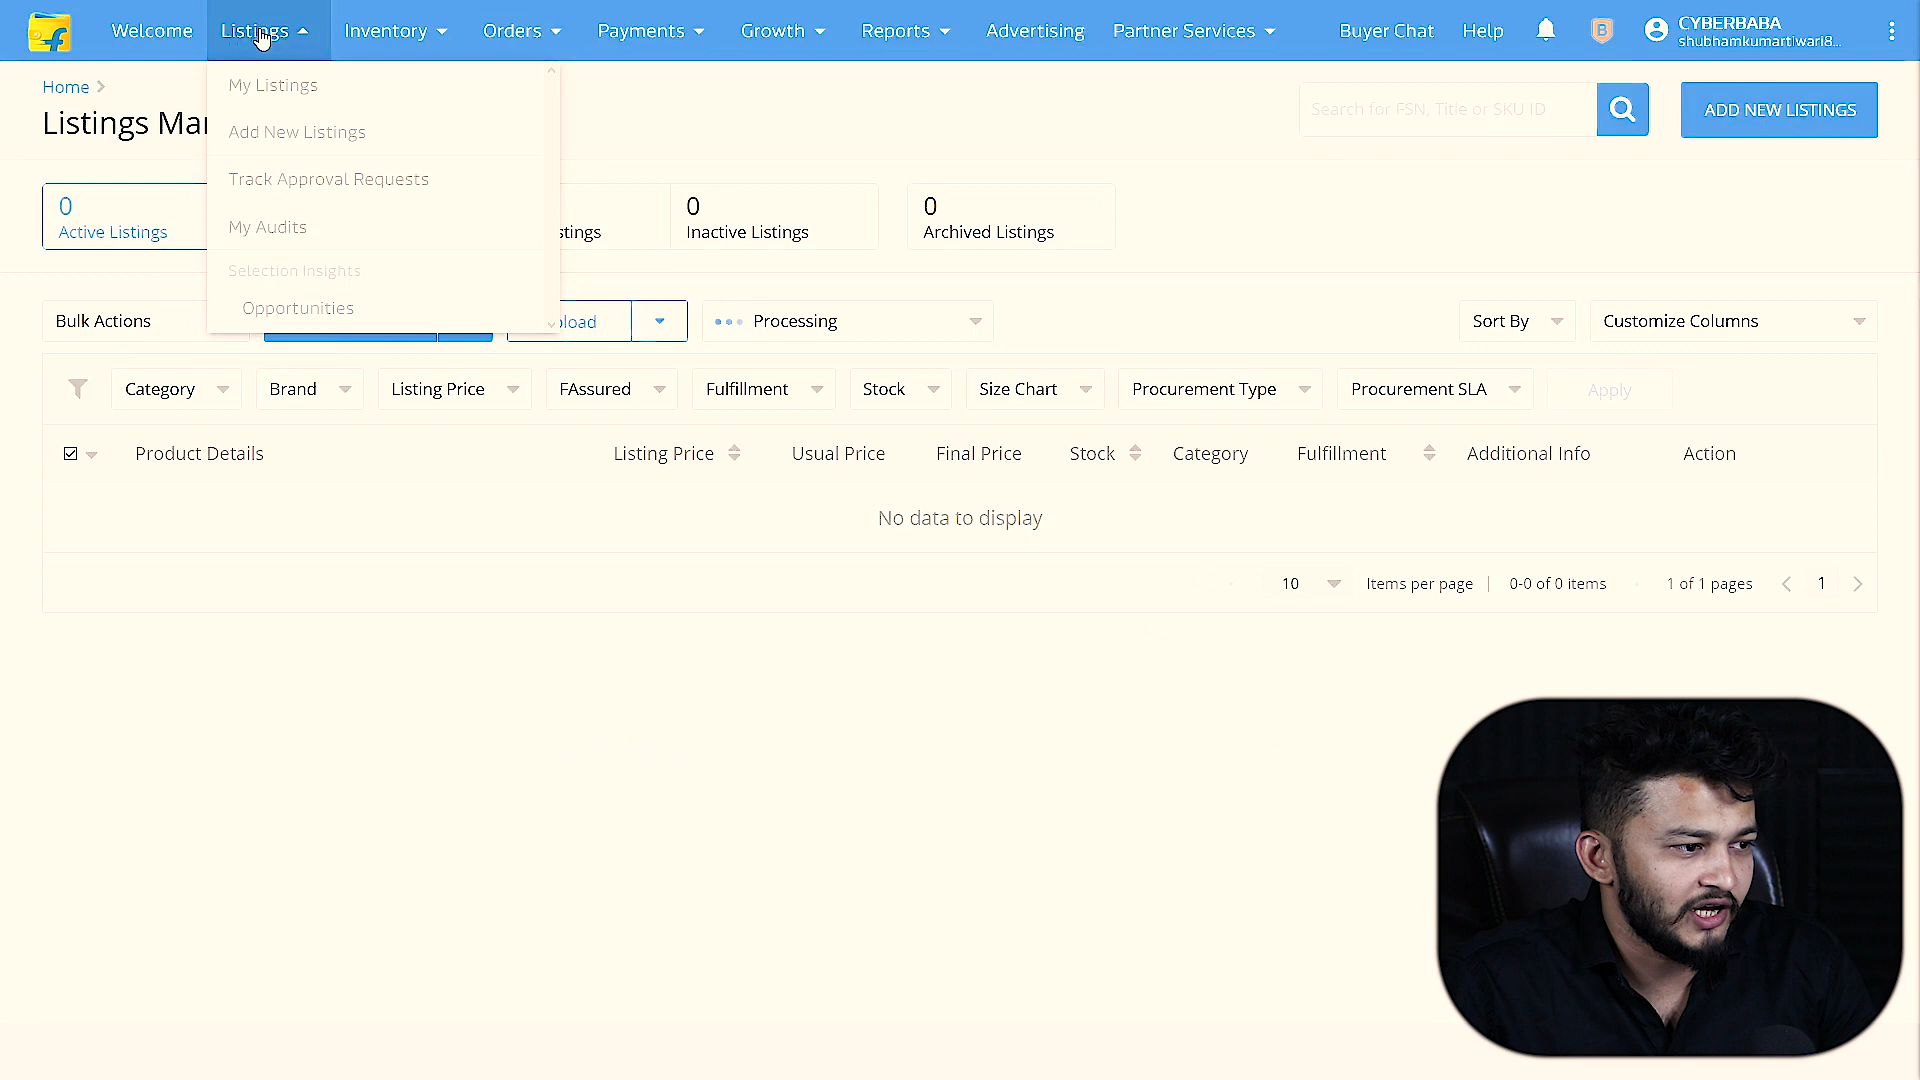 Welcome
Listings
Inventory
Orders
Payments
Growth
Reports
Advertising
Partner Services
Buyer Chat
Help
CYBERBABA
shubhamkumartiwari8...
Home
Listings Mar
My Listings
Add New Listings
Track Approval Requests
My Audits
Selection Insights
Opportunities
Search for FSN, Title or SKU ID
ADD NEW LISTINGS
0
Active Listings
stings
0
Inactive Listings
0
Archived Listings
Bulk Actions
load
Processing
Sort By
Customize Columns
Category
Brand
Listing Price
FAssured
Fulfillment
Stock
Size Chart
Procurement Type
Procurement SLA
Apply
Product Details
Listing Price
Usual Price
Final Price
Stock
Category
Fulfillment
Additional Info
Action
No data to display
10
Items per page
0-0 of 0 items
1 of 1 pages
1